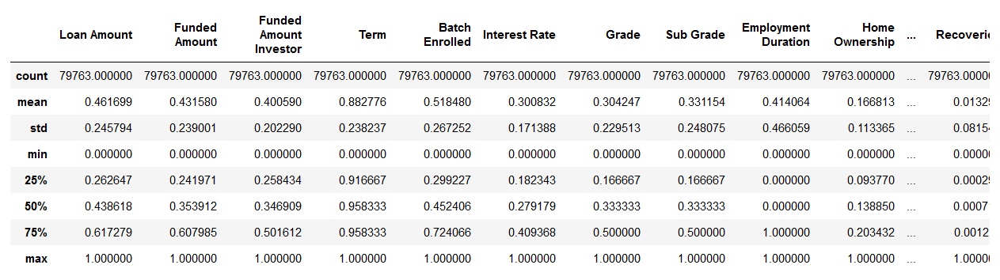 Loan Amount Funded Amount Funded Amount Investor Term Batch Enrolled Interest Rate Grade Sub Grade Employment Duration Home Ownership ... Recoverie
count 79763.000000 79763.000000 79763.000000 79763.000000 79763.000000 79763.000000 79763.000000 79763.000000 79763.000000 79763.000000 ... 79763.0000
mean 0.461699 0.431580 0.400590 0.882776 0.518480 0.300832 0.304247 0.331154 0.414064 0.166813 ... 0.0132
std 0.245794 0.239001 0.202290 0.238237 0.267252 0.171388 0.229513 0.248075 0.466059 0.113365 ... 0.0815
min 0.000000 0.000000 0.000000 0.000000 0.000000 0.000000 0.000000 0.000000 0.000000 0.000000 ... 0.0000
25% 0.262647 0.241971 0.258434 0.916667 0.299227 0.182343 0.166667 0.166667 0.000000 0.093770 ... 0.0002
50% 0.438618 0.353912 0.346909 0.958333 0.452406 0.279179 0.333333 0.333333 0.000000 0.138850 ... 0.0007
75% 0.617279 0.607985 0.501612 0.958333 0.724066 0.409368 0.500000 0.500000 1.000000 0.203432 ... 0.0012
max 1.000000 1.000000 1.000000 1.000000 1.000000 1.000000 1.000000 1.000000 1.000000 1.000000 ... 1.0000